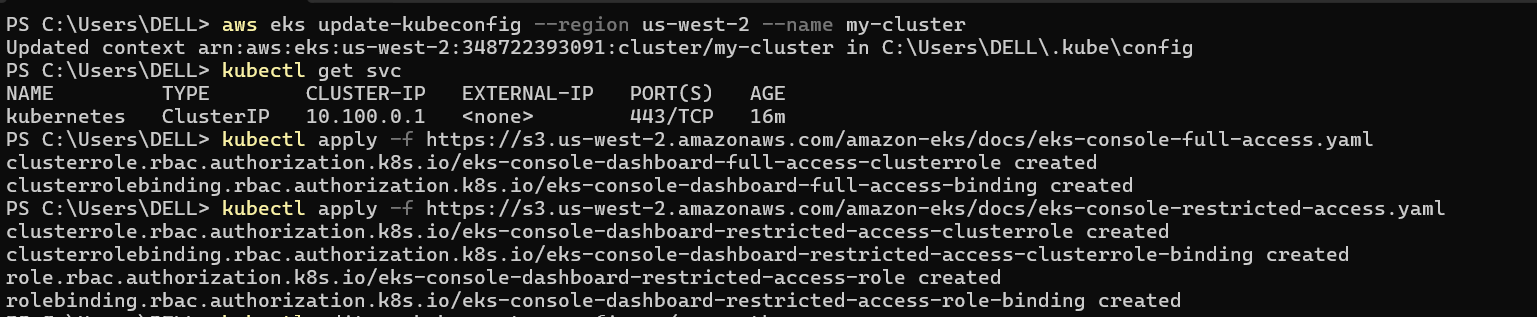 PS C:\Users\DELL> aws eks update-kubeconfig --region us-west-2 --name my-cluster
Updated context arn:aws:eks:us-west-2:348722393091:cluster/my-cluster in C:\Users\DELL\.kube\config
PS C:\Users\DELL> kubectl get svc
NAME         TYPE        CLUSTER-IP   EXTERNAL-IP   PORT(S)   AGE
kubernetes   ClusterIP   10.100.0.1   <none>        443/TCP   16m
PS C:\Users\DELL> kubectl apply -f https://s3.us-west-2.amazonaws.com/amazon-eks/docs/eks-console-full-access.yaml
clusterrole.rbac.authorization.k8s.io/eks-console-dashboard-full-access-clusterrole created
clusterrolebinding.rbac.authorization.k8s.io/eks-console-dashboard-full-access-binding created
PS C:\Users\DELL> kubectl apply -f https://s3.us-west-2.amazonaws.com/amazon-eks/docs/eks-console-restricted-access.yaml
clusterrole.rbac.authorization.k8s.io/eks-console-dashboard-restricted-access-clusterrole created
clusterrolebinding.rbac.authorization.k8s.io/eks-console-dashboard-restricted-access-clusterrole-binding created
role.rbac.authorization.k8s.io/eks-console-dashboard-restricted-access-role created
rolebinding.rbac.authorization.k8s.io/eks-console-dashboard-restricted-access-role-binding created